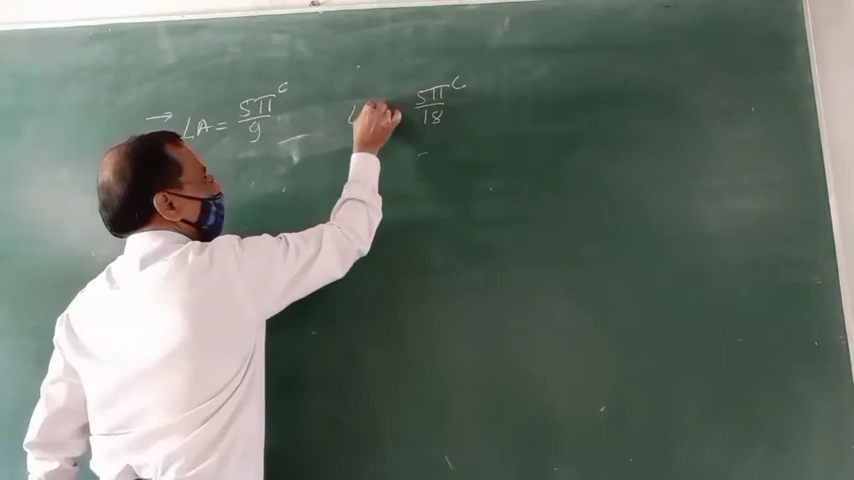 → ∠A = 5π/9 ᶜ ∠ 5π/18 ᶜ